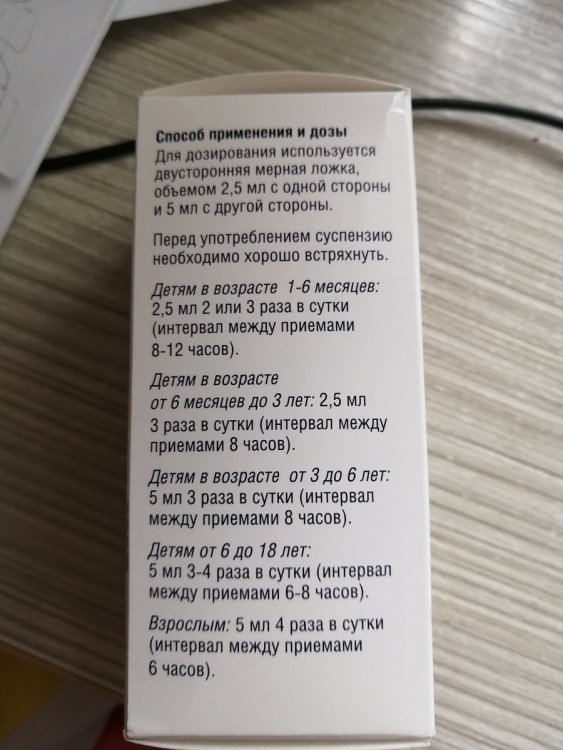 Способ применения и дозы
Для дозирования используется
двусторонняя мерная ложка,
объемом 2,5 мл с одной стороны
и 5 мл с другой стороны.
Перед употреблением суспензию
необходимо хорошо встряхнуть.
Детям в возрасте 1-6 месяцев:
2,5 мл 2 или 3 раза в сутки
(интервал между приемами
8-12 часов).
Детям в возрасте
от 6 месяцев до 3 лет: 2,5 мл
3 раза в сутки (интервал между
приемами 8 часов).
Детям в возрасте от 3 до 6 лет:
5 мл 3 раза в сутки (интервал
между приемами 8 часов).
Детям от 6 до 18 лет:
5 мл 3-4 раза в сутки (интервал
между приемами 6-8 часов).
Взрослым: 5 мл 4 раза в сутки
(интервал между приемами
6 часов).